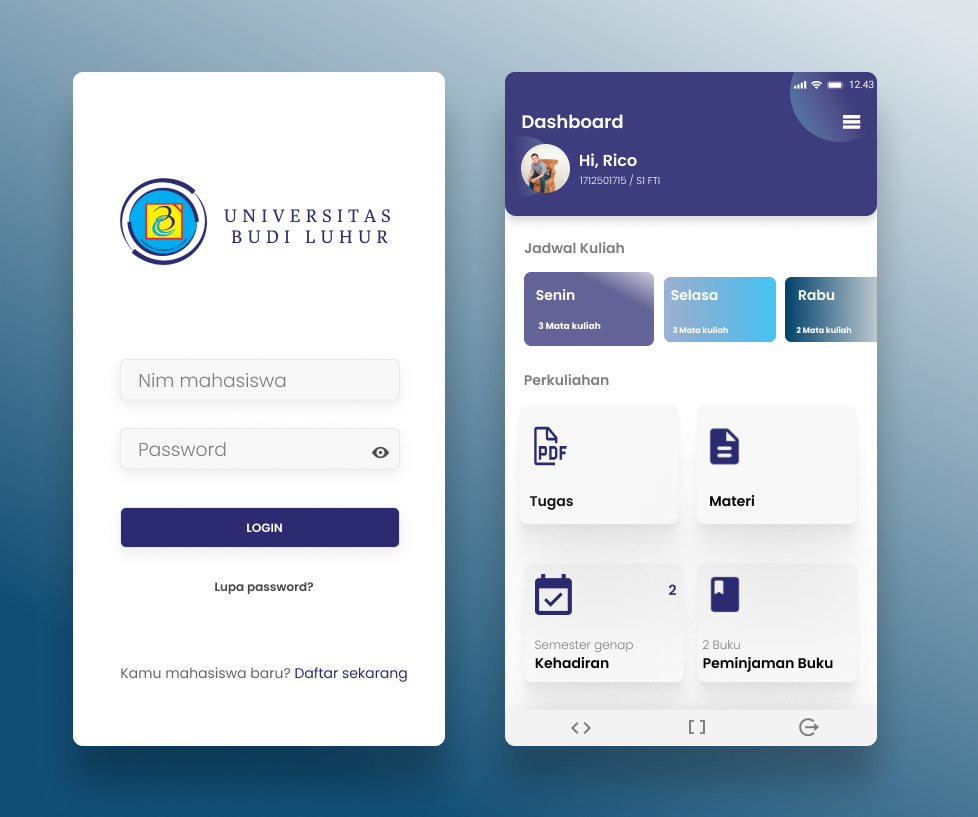 UNIVERSITAS
BUDI LUHUR
Nim mahasiswa
Password
LOGIN
Lupa password?
Kamu mahasiswa baru? Daftar sekarang
12.43
Dashboard
Hi, Rico
1712501715 / S1 FTI
Jadwal Kuliah
Senin
3 Mata kuliah
Selasa
3 Mata kuliah
Rabu
2 Mata kuliah
Perkuliahan
PDF
Tugas
Materi
2
Semester genap
Kehadiran
2 Buku
Peminjaman Buku